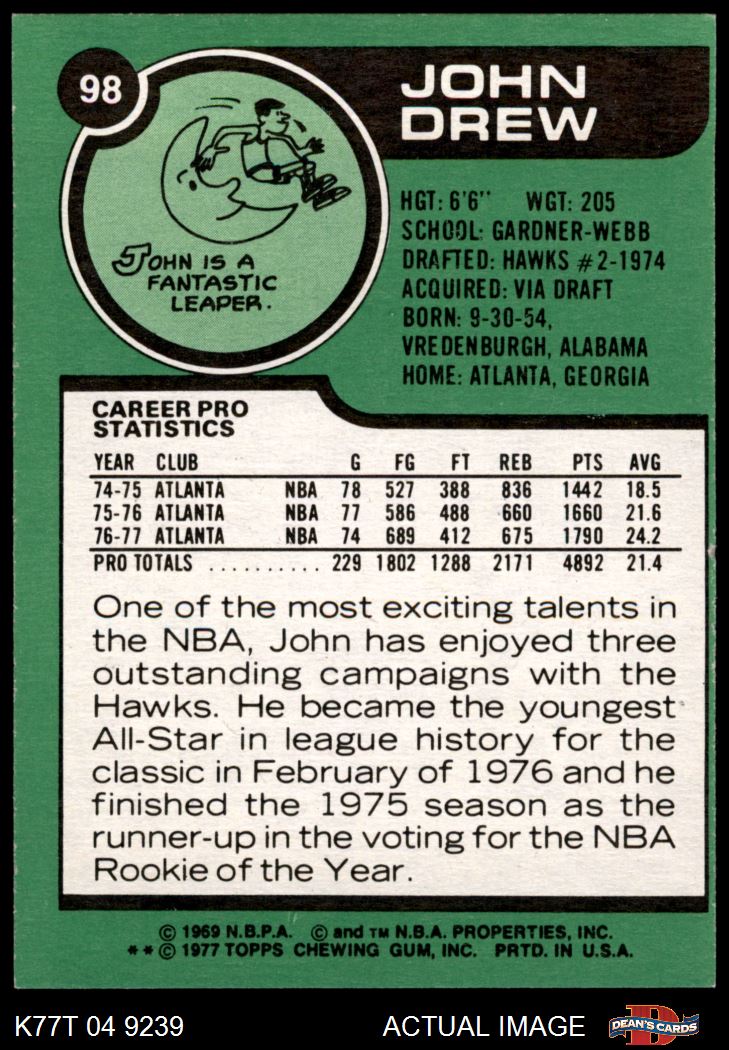 98
JOHN
DREW
JOHN IS A
FANTASTIC
LEAPER.
HGT: 6'6" WGT: 205
SCHOOL: GARDNER-WEBB
DRAFTED: HAWKS #2-1974
ACQUIRED: VIA DRAFT
BORN: 9-30-54,
VREDENBURGH, ALABAMA
HOME: ATLANTA, GEORGIA
CAREER PRO
STATISTICS
YEAR CLUB G FG FT REB PTS AVG
74-75 ATLANTA NBA 78 527 388 836 1442 18.5
75-76 ATLANTA NBA 77 586 488 660 1660 21.6
76-77 ATLANTA NBA 74 689 412 675 1790 24.2
PRO TOTALS .......... 229 1802 1288 2171 4892 21.4
One of the most exciting talents in
the NBA, John has enjoyed three
outstanding campaigns with the
Hawks. He became the youngest
All-Star in league history for the
classic in February of 1976 and he
finished the 1975 season as the
runner-up in the voting for the NBA
Rookie of the Year.
© 1969 N.B.P.A. © and TM N.B.A. PROPERTIES, INC.
**© 1977 TOPPS CHEWING GUM, INC. PRTD. IN U.S.A.
K77T 04 9239 ACTUAL IMAGE
D
DEAN'S CARDS